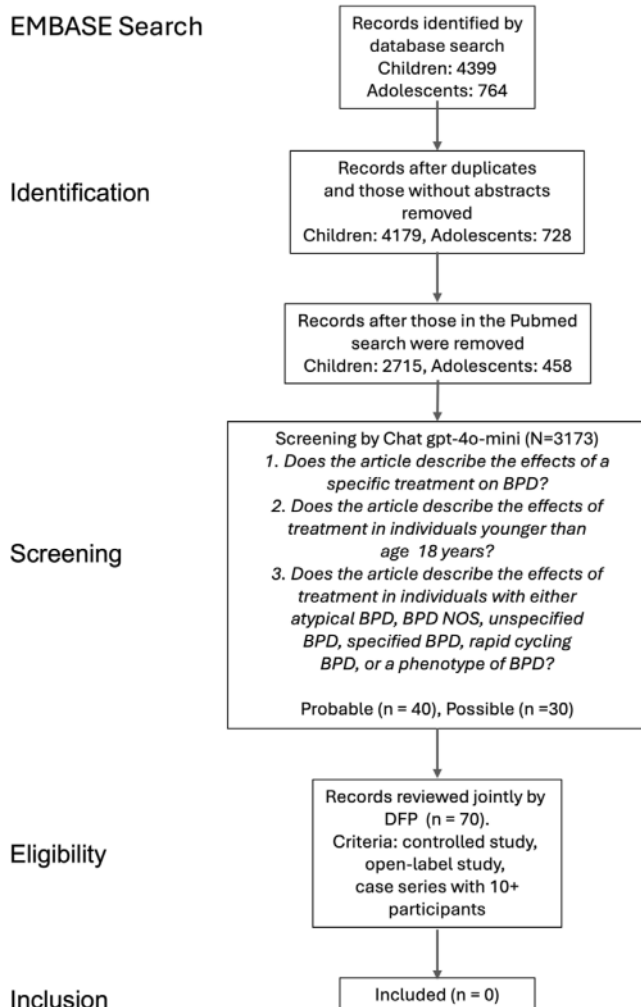 EMBASE Search
Records identified by
database search
Children: 4399
Adolescents: 764
Identification
Records after duplicates
and those without abstracts
removed
Children: 4179, Adolescents: 728
Records after those in the Pubmed
search were removed
Children: 2715, Adolescents: 458
Screening
Screening by Chat gpt-4o-mini (N=3173)
1. Does the article describe the effects of a
specific treatment on BPD?
2. Does the article describe the effects of
treatment in individuals younger than
age 18 years?
3. Does the article describe the effects of
treatment in individuals with either
atypical BPD, BPD NOS, unspecified
BPD, specified BPD, rapid cycling
BPD, or a phenotype of BPD?
Probable (n = 40), Possible (n =30)
Eligibility
Records reviewed jointly by
DFP (n = 70).
Criteria: controlled study,
open-label study,
case series with 10+
participants
Inclusion
Included (n = 0)